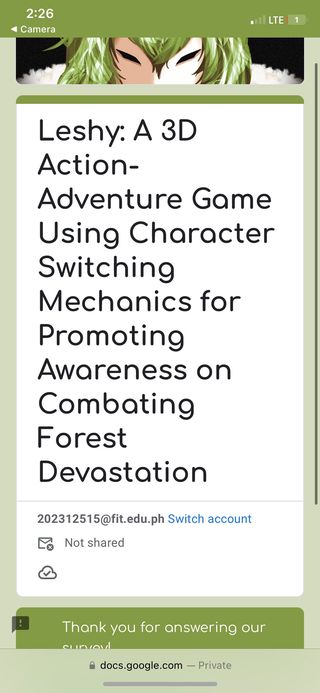 2:26
LTE 1
◀ Camera
Leshy: A 3D
Action-
Adventure Game
Using Character
Switching
Mechanics for
Promoting
Awareness on
Combating
Forest
Devastation
202312515@fit.edu.ph Switch account
Not shared
Thank you for answering our
survey!
docs.google.com — Private